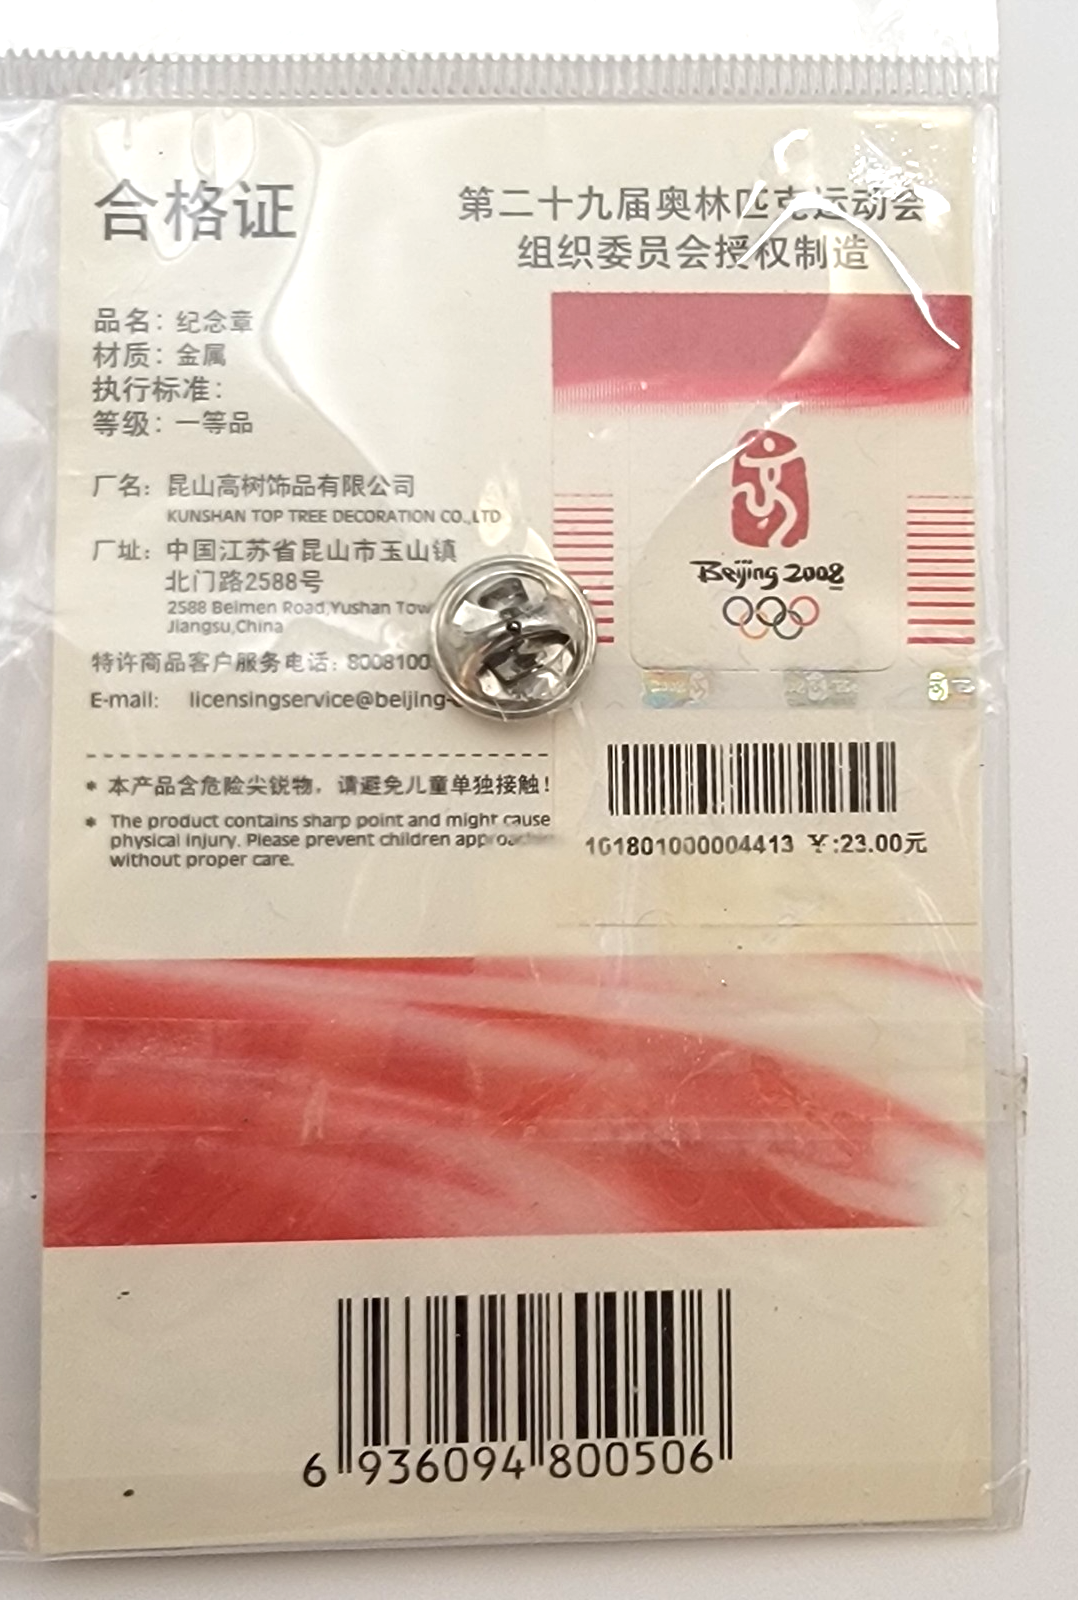 合格证
第二十九届奥林匹克运动会
组织委员会授权制造
品名：纪念章
材质：金属
执行标准：
等级：一等品
厂名：昆山高树饰品有限公司
KUNSHAN TOP TREE DECORATION CO.,LTD
厂址：中国江苏省昆山市玉山镇
北门路2588号
2588 Beimen Road,Yushan
Jiangsu,China
特许商品客户服务电话：8008100
E-mail: licensingservice@beijing-
* 本产品含危险尖锐物，请避免儿童单独接触！
* The product contains sharp point and might cause
physical injury. Please prevent children approaching
without proper care.
Beijing 2008
101801000004413 ￥:23.00元
6 936094 800506